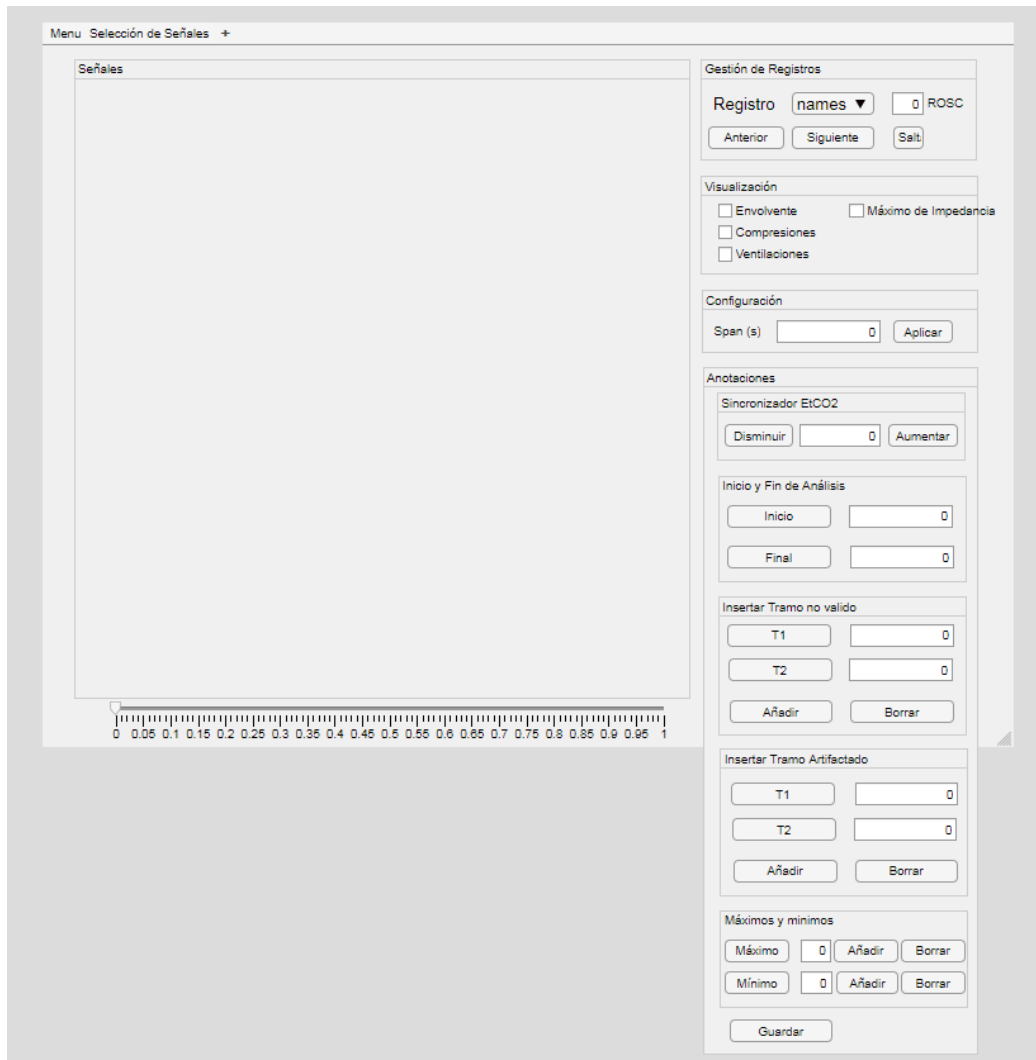 Menu Selección de Señales +
Señales
0 0.05 0.1 0.15 0.2 0.25 0.3 0.35 0.4 0.45 0.5 0.55 0.6 0.65 0.7 0.75 0.8 0.85 0.9 0.95 1
Gestión de Registros
Registro names ▼ 0 ROSC
Anterior Siguiente Salt
Visualización
Envolvente Máximo de Impedancia
Compresiones
Ventilaciones
Configuración
Span (s) 0 Aplicar
Anotaciones
Sincronizador EtCO2
Disminuir 0 Aumentar
Inicio y Fin de Análisis
Inicio 0
Final 0
Insertar Tramo no valido
T1 0
T2 0
Añadir Borrar
Insertar Tramo Artifactado
T1 0
T2 0
Añadir Borrar
Máximos y minimos
Máximo 0 Añadir Borrar
Mínimo 0 Añadir Borrar
Guardar